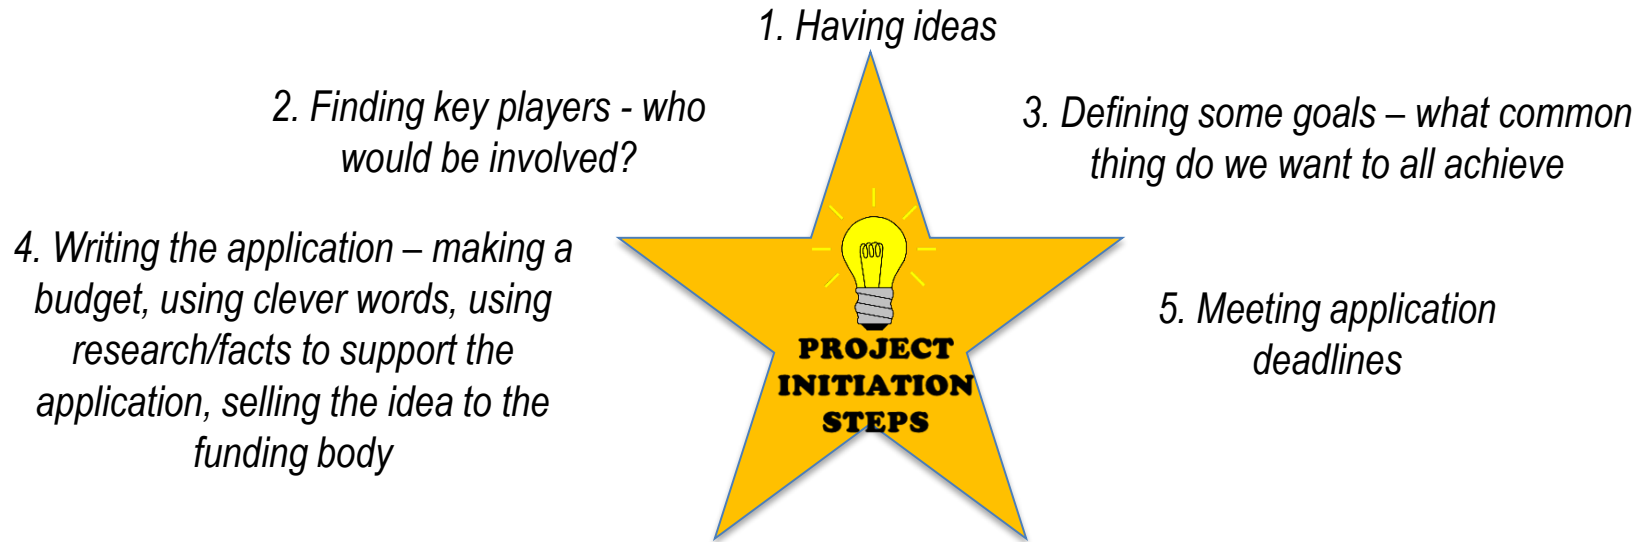 1. Having ideas
2. Finding key players - who
would be involved?
3. Defining some goals – what common
thing do we want to all achieve
4. Writing the application – making a
budget, using clever words, using
research/facts to support the
application, selling the idea to the
funding body
5. Meeting application
deadlines
PROJECT
INITIATION
STEPS